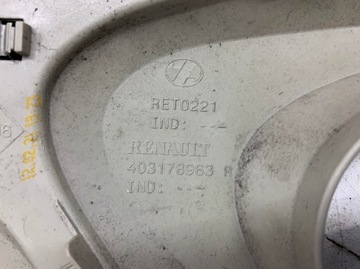 RET0221
IND: --
RENAULT
403178963 R
IND: --